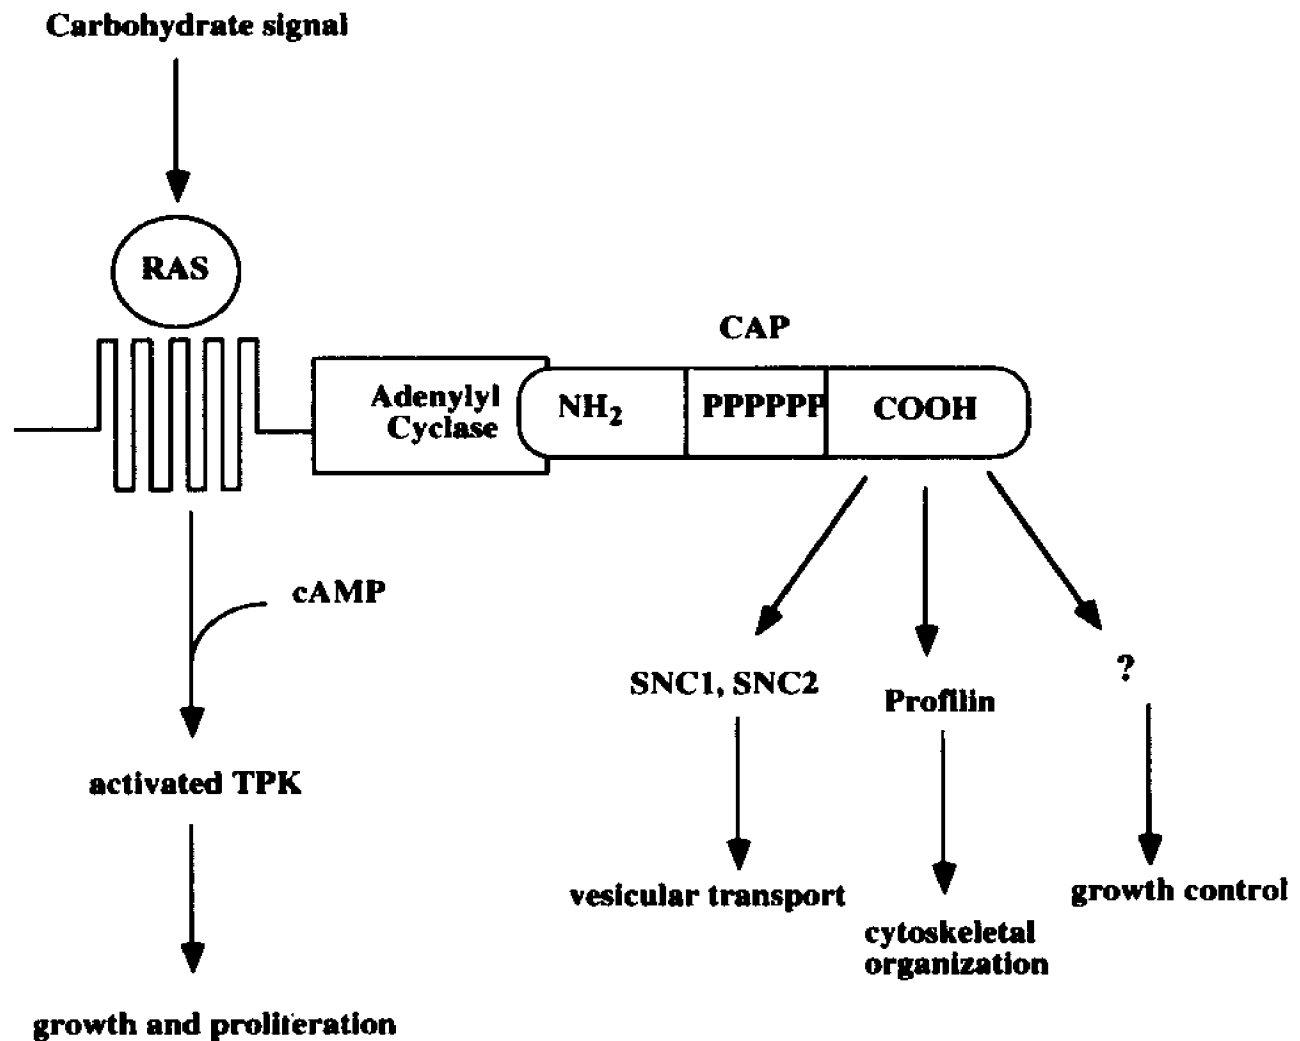 Carbohydrate signal
RAS
CAP
Adenylyl
Cyclase
NH₂
PPPPPP
COOH
cAMP
SNC1, SNC2
Profilin
?
activated TPK
vesicular transport
cytoskeletal
organization
growth control
growth and proliferation